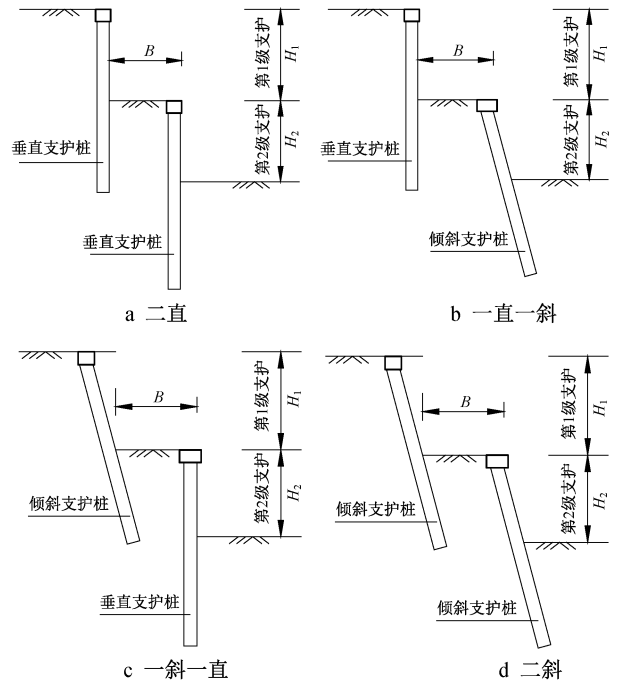 B
第1级支护
H1
第2级支护
H2
垂直支护桩
垂直支护桩
a 二直
B
第1级支护
H1
第2级支护
H2
垂直支护桩
倾斜支护桩
b 一直一斜
B
第1级支护
H1
第2级支护
H2
倾斜支护桩
垂直支护桩
c 一斜一直
B
第1级支护
H1
第2级支护
H2
倾斜支护桩
倾斜支护桩
d 二斜